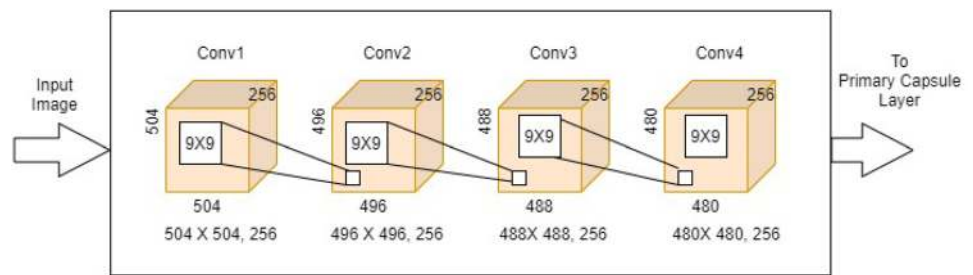 Input
Image
Conv1
Conv2
Conv3
Conv4
256
256
256
256
504
496
488
480
9X9
9X9
9X9
9X9
504
496
488
480
504 X 504, 256
496 X 496, 256
488X 488, 256
480X 480, 256
To
Primary Capsule
Layer